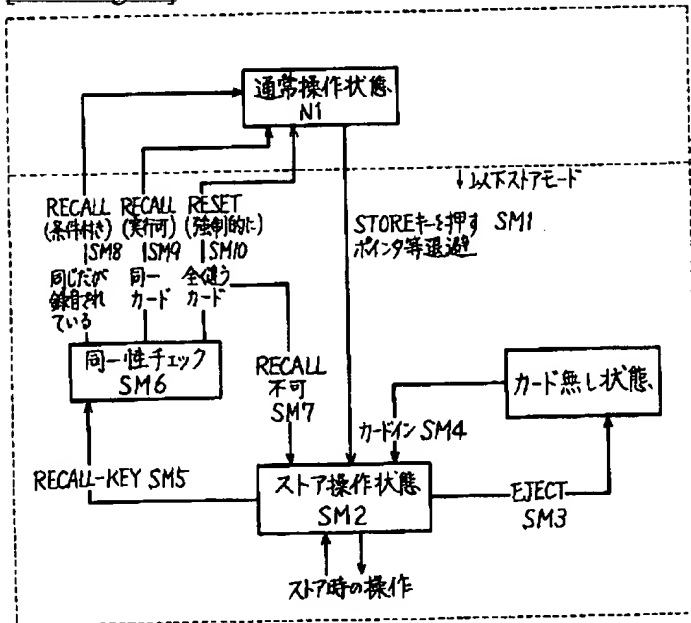 通常操作状態
N1
↓以下ストアモード
RECALL
(条件付き)
SM8
同じだが
録音され
ている
RECALL
(実行可)
SM9
同一
カード
RESET
(強制的に)
SM10
全く違う
カード
STOREキーを押す SM1
ポインタ等退避
同一性チェック
SM6
RECALL
不可
SM7
カード無し状態
カードイン SM4
RECALL-KEY SM5
ストア操作状態
SM2
EJECT
SM3
ストア時の操作